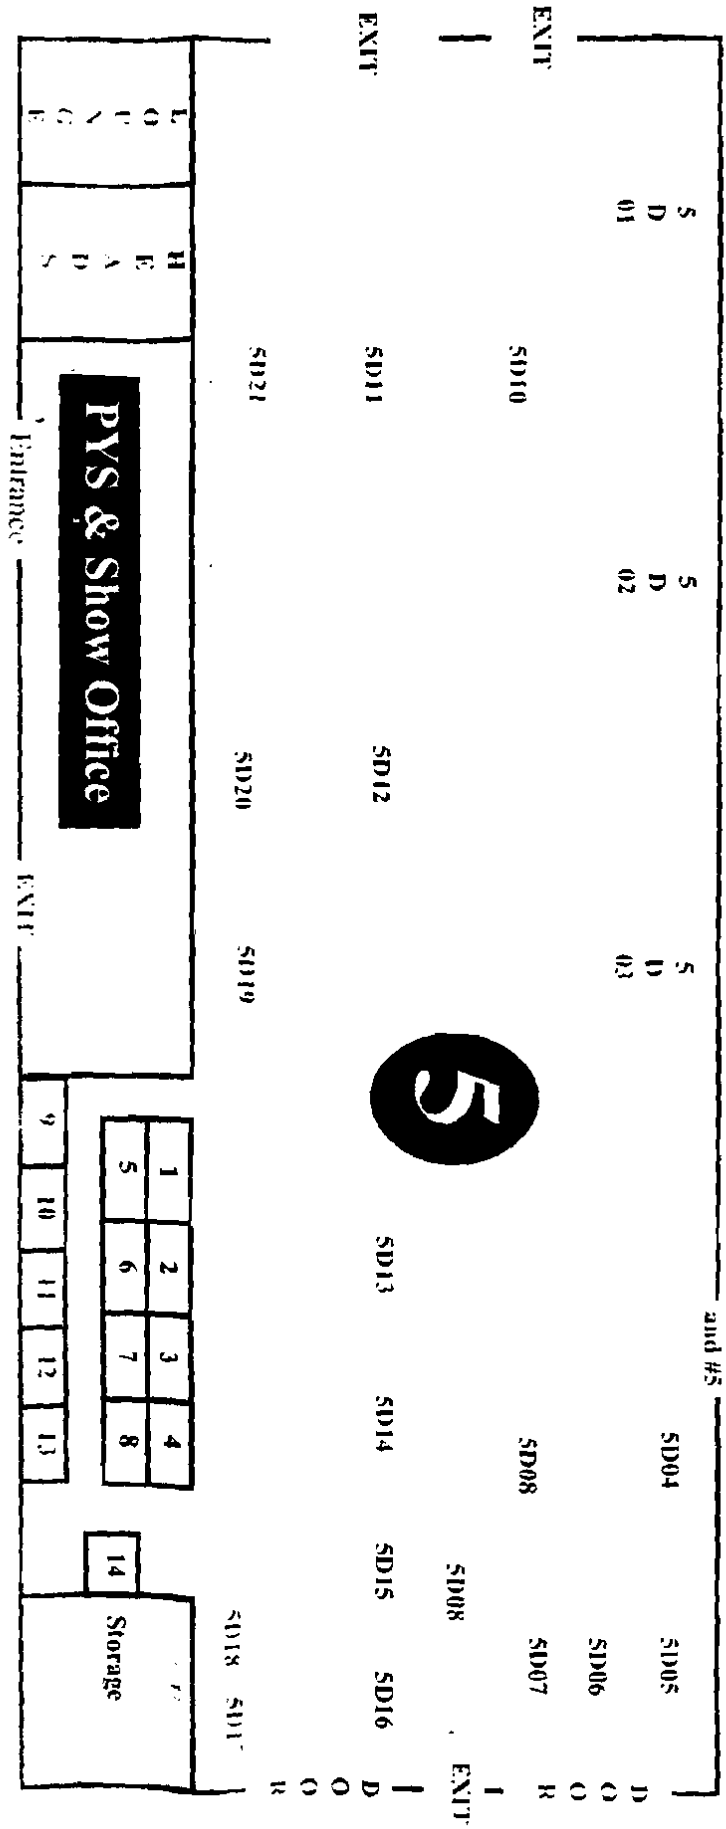 and #5
5D01
5D02
5D03
5D04
5D05
EXIT
5D10
5D08
5D06
5D07
DOOR
EXIT
5D11
5D12
5
5D13
5D14
5D15
5D08
5D16
EXIT
DOOR
5D21
5D20
5D19
5D18
LOUNGE
HEADS
PYS & Show Office
1
2
3
4
5
6
7
8
14
Storage
9
10
11
12
13
Entrance
EXIT